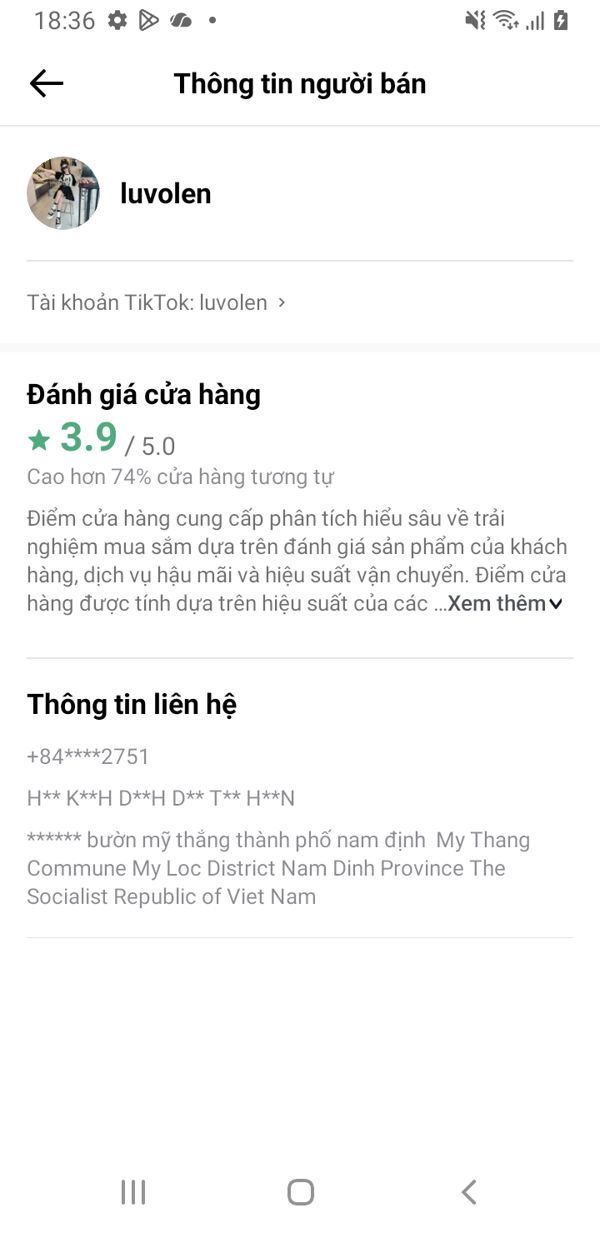 18:36
Thông tin người bán
luvolen
Tài khoản TikTok: luvolen >
Đánh giá cửa hàng
★ 3.9 / 5.0
Cao hơn 74% cửa hàng tương tự
Điểm cửa hàng cung cấp phân tích hiểu sâu về trải
nghiệm mua sắm dựa trên đánh giá sản phẩm của khách
hàng, dịch vụ hậu mãi và hiệu suất vận chuyển. Điểm cửa
hàng được tính dựa trên hiệu suất của các ...Xem thêm
Thông tin liên hệ
+84****2751
H** K**H D**H D** T** H**N
****** bườn mỹ thắng thành phố nam định  My Thang
Commune My Loc District Nam Dinh Province The
Socialist Republic of Viet Nam